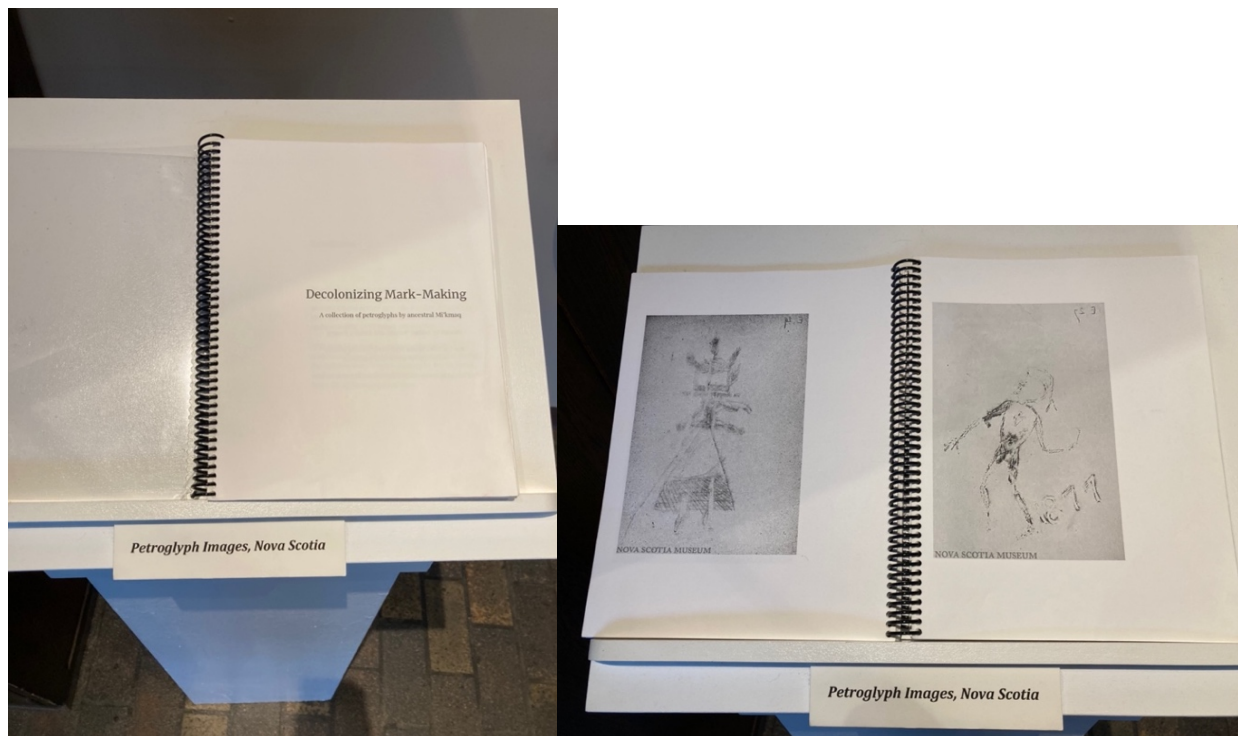 Decolonizing Mark-Making
A collection of petroglyphs by ancestral Mi'kmaq
Petroglyph Images, Nova Scotia
NOVA SCOTIA MUSEUM
NOVA SCOTIA MUSEUM
Petroglyph Images, Nova Scotia